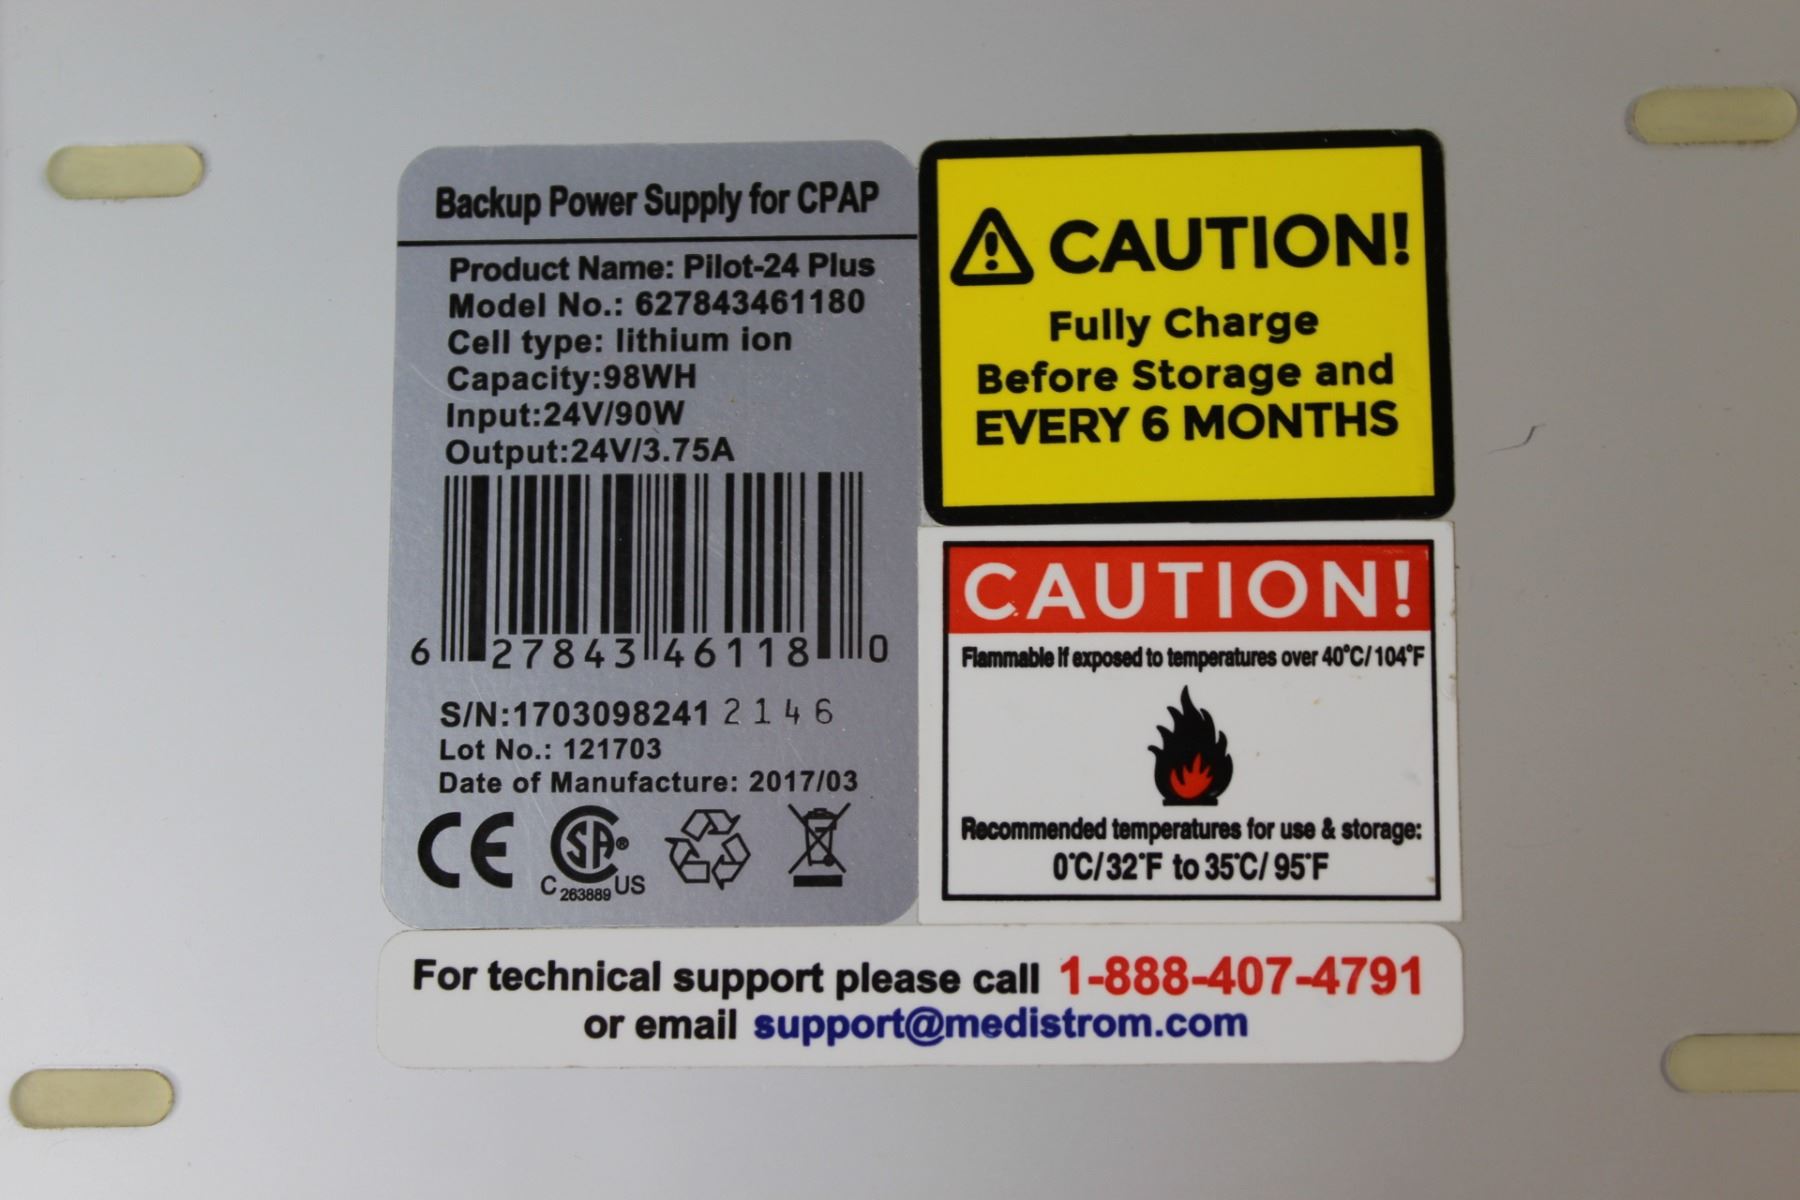 Backup Power Supply for CPAP
Product Name: Pilot-24 Plus
Model No.: 627843461180
Cell type: lithium ion
Capacity:98WH
Input:24V/90W
Output:24V/3.75A
6 27843 46118 0
S/N:1703098241 2146
Lot No.: 121703
Date of Manufacture: 2017/03
CE
SA®
C 263889 US
CAUTION!
Fully Charge
Before Storage and
EVERY 6 MONTHS
CAUTION!
Flammable if exposed to temperatures over 40°C/104°F
Recommended temperatures for use & storage:
0°C/32°F to 35°C/95°F
For technical support please call 1-888-407-4791
or email support@medistrom.com